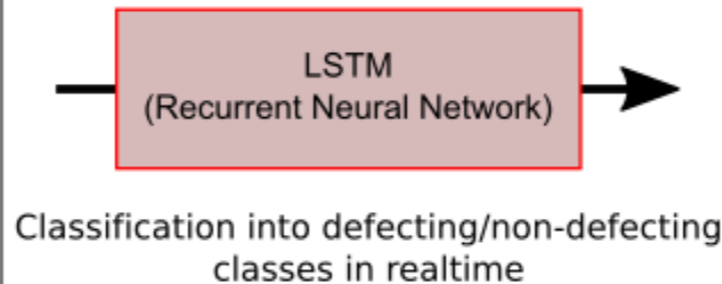 LSTM
(Recurrent Neural Network)
Classification into defecting/non-defecting
classes in realtime